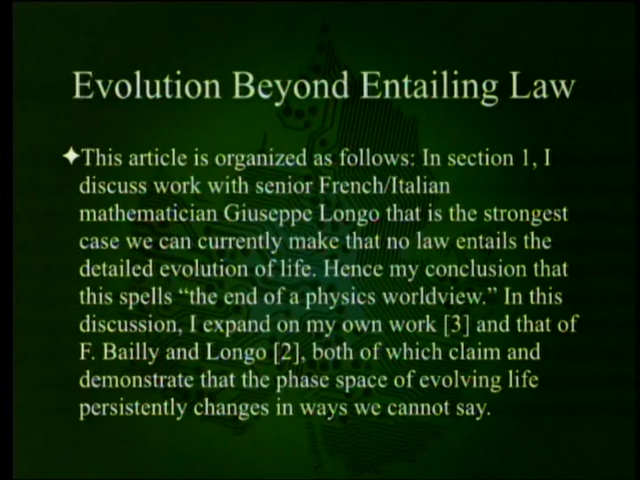 Evolution Beyond Entailing Law
✦This article is organized as follows: In section 1, I
discuss work with senior French/Italian
mathematician Giuseppe Longo that is the strongest
case we can currently make that no law entails the
detailed evolution of life. Hence my conclusion that
this spells “the end of a physics worldview.” In this
discussion, I expand on my own work [3] and that of
F. Bailly and Longo [2], both of which claim and
demonstrate that the phase space of evolving life
persistently changes in ways we cannot say.